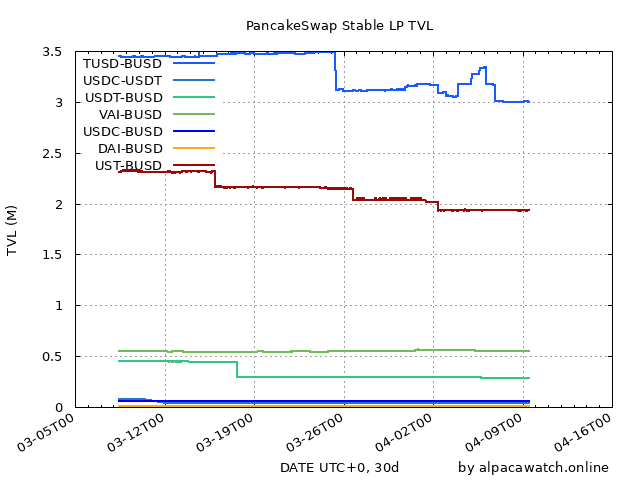 PancakeSwap Stable LP TVL
3.5
3
2.5
2
1.5
1
0.5
0
TVL (M)
TUSD-BUSD
USDC-USDT
USDT-BUSD
VAI-BUSD
USDC-BUSD
DAI-BUSD
UST-BUSD
03-05T00
03-12T00
03-19T00
03-26T00
04-02T00
04-09T00
04-16T00
DATE UTC+0, 30d
by alpacawatch.online